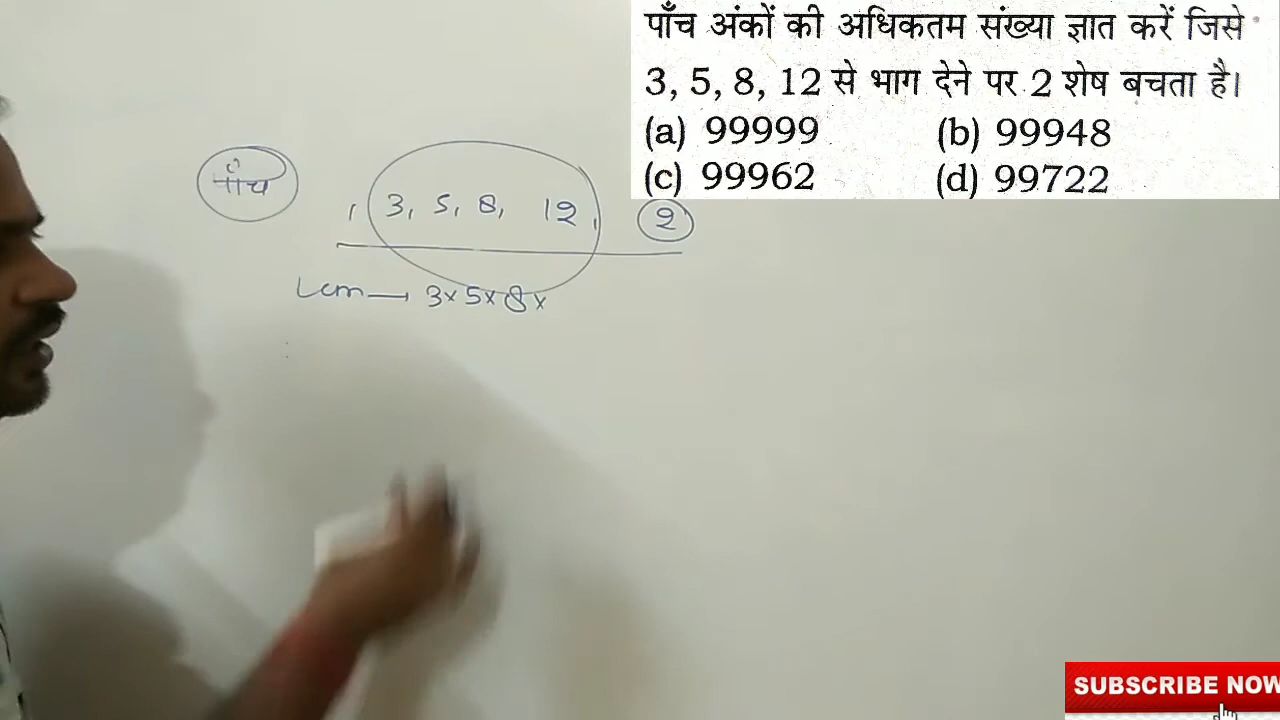 पाँच अंकों की अधिकतम संख्या ज्ञात करें जिसे
3, 5, 8, 12 से भाग देने पर 2 शेष बचता है।
(a) 99999 (b) 99948
(c) 99962 (d) 99722
पाँच
3, 5, 8, 12, 2
Lcm → 3×5×8×
SUBSCRIBE NOW